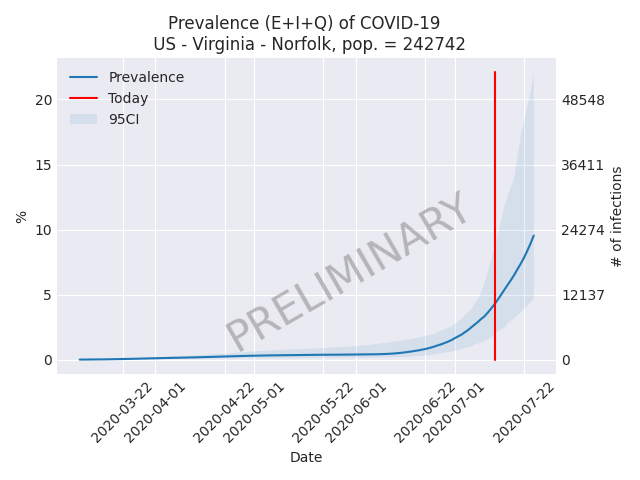 Prevalence (E+I+Q) of COVID-19
US - Virginia - Norfolk, pop. = 242742
Prevalence
Today
95CI
20
15
10
5
0
%
48548
36411
24274
12137
0
# of infections
PRELIMINARY
2020-03-22
2020-04-01
2020-04-22
2020-05-01
2020-05-22
2020-06-01
2020-06-22
2020-07-01
2020-07-22
Date